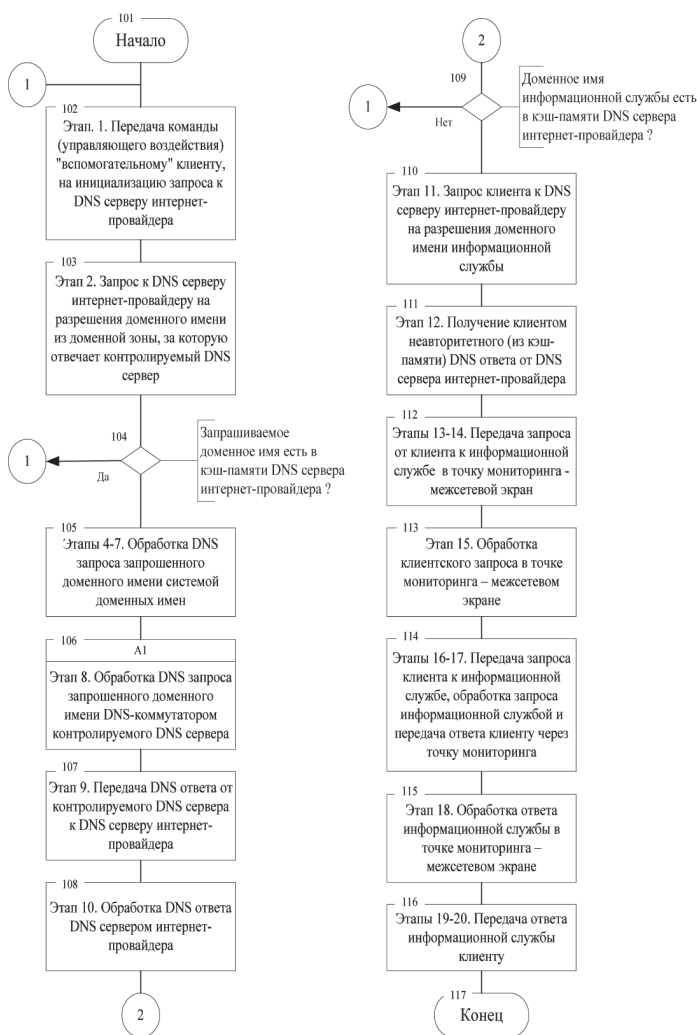 101
Начало
1
102
Этап. 1. Передача команды
(управляющего воздействия)
"вспомогательному" клиенту,
на инициализацию запроса к
DNS серверу интернет-
провайдера
103
Этап 2. Запрос к DNS серверу
интернет-провайдеру на
разрешения доменного имени
из доменной зоны, за которую
отвечает контролируемый DNS
сервер
104
1
Да
Запрашиваемое
доменное имя есть в
кэш-памяти DNS сервера
интернет-провайдера ?
105
Этапы 4-7. Обработка DNS
запроса запрошенного
доменного имени системой
доменных имен
106
А1
Этап 8. Обработка DNS запроса
запрошенного доменного
имени DNS-коммутатором
контролируемого DNS сервера
107
Этап 9. Передача DNS ответа от
контролируемого DNS сервера
к DNS серверу интернет-
провайдера
108
Этап 10. Обработка DNS ответа
DNS сервером интернет-
провайдера
2
2
109
1
Нет
Доменное имя
информационной службы есть
в кэш-памяти DNS сервера
интернет-провайдера ?
110
Этап 11. Запрос клиента к DNS
серверу интернет-провайдеру
на разрешения доменного
имени информационной
службы
111
Этап 12. Получение клиентом
неавторитетного (из кэш-
памяти) DNS ответа от DNS
сервера интернет-провайдера
112
Этапы 13-14. Передача запроса
от клиента к информационной
службе в точку мониторинга -
межсетевой экран
113
Этап 15. Обработка
клиентского запроса в точке
мониторинга – межсетевом
экране
114
Этапы 16-17. Передача запроса
клиента к информационной
службе, обработка запроса
информационной службой и
передача ответа клиенту через
точку мониторинга
115
Этап 18. Обработка ответа
информационной службы в
точке мониторинга –
межсетевом экране
116
Этапы 19-20. Передача ответа
информационной службы
клиенту
117
Конец